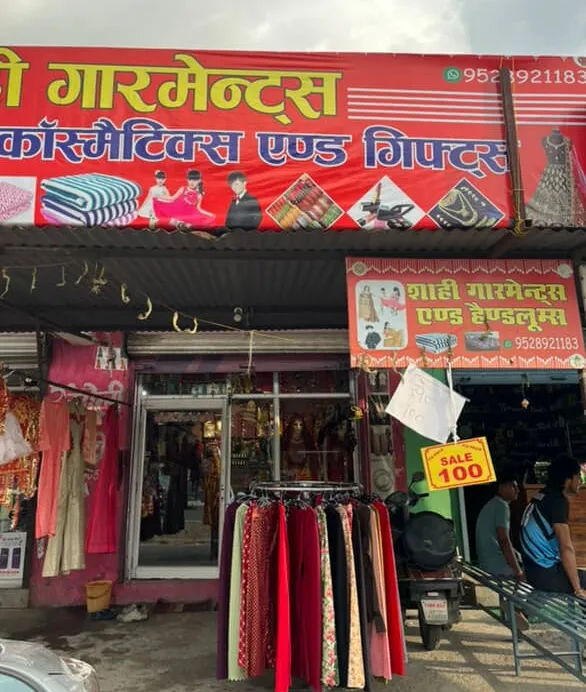 ी गारमेन्ट्स
9528921183
कॉस्मैटिक्स एण्ड गिफ्ट्स
शाही गारमेन्ट्स
एण्ड हैण्डलूम्स
9528921183
SALE
100